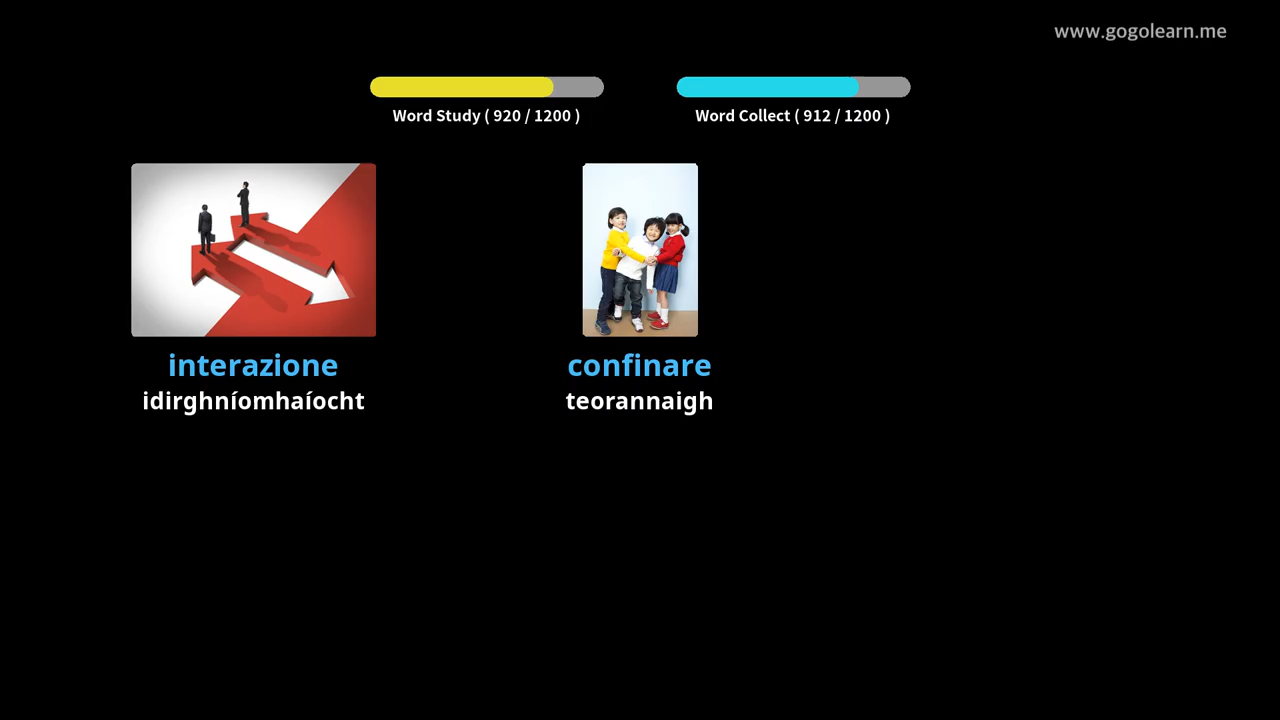 www.gogolearn.me
Word Study ( 920 / 1200 )
Word Collect ( 912 / 1200 )
interazione
idirghníomhaíocht
confinare
teorannaigh